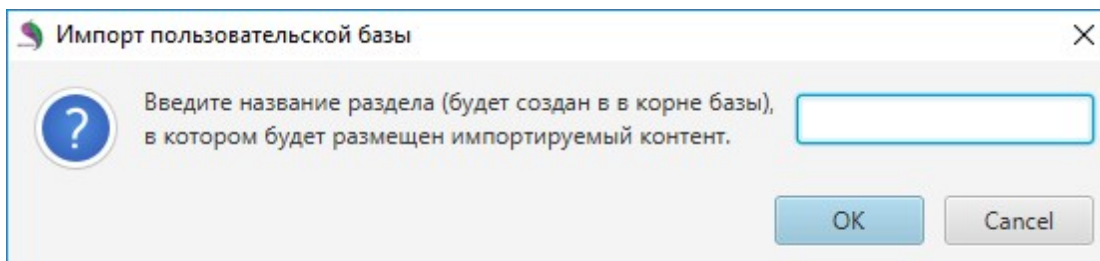 Импорт пользовательской базы
Введите название раздела (будет создан в в корне базы),
в котором будет размещен импортируемый контент.
OK
Cancel